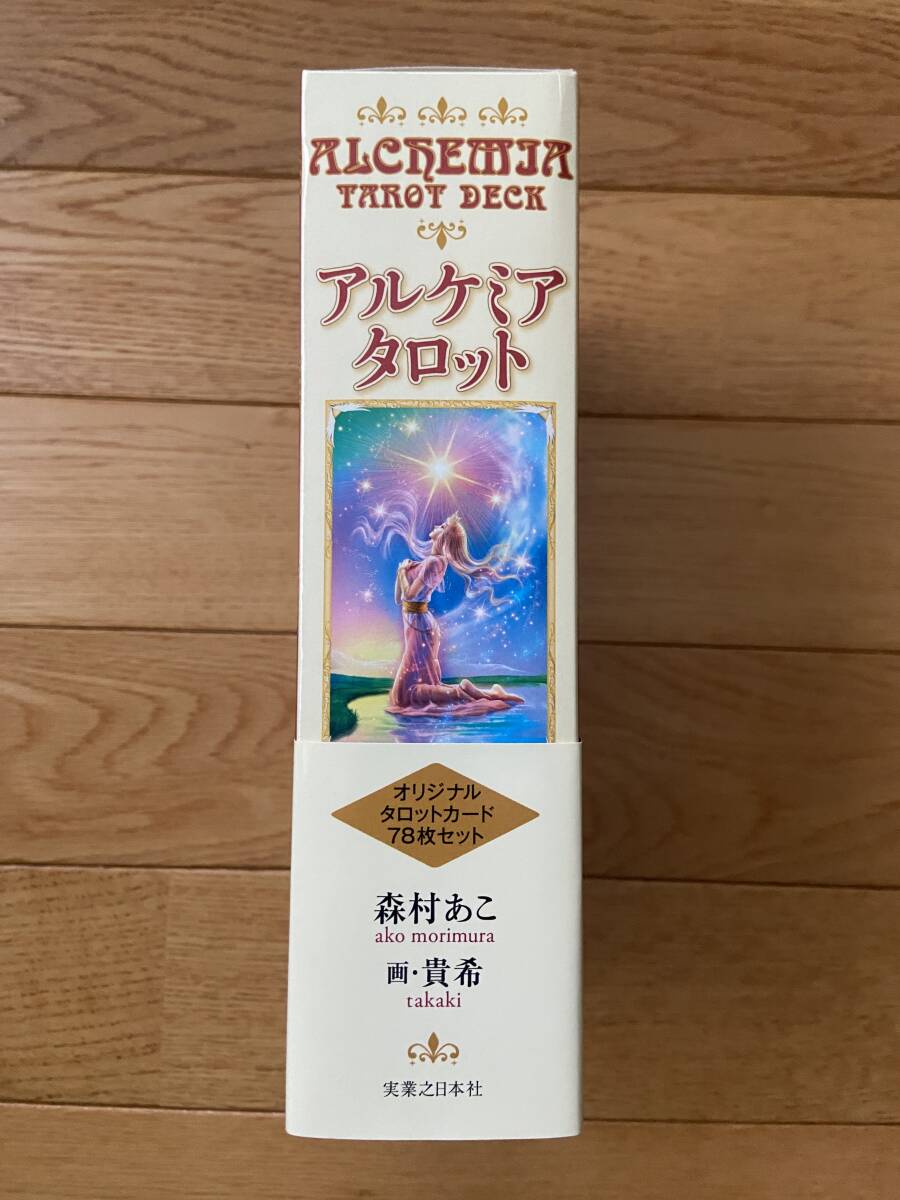 ALCHEMIA
TAROT DECK
アルケミア
タロット
オリジナル
タロットカード
78枚セット
森村あこ
ako morimura
画・貴希
takaki
実業之日本社